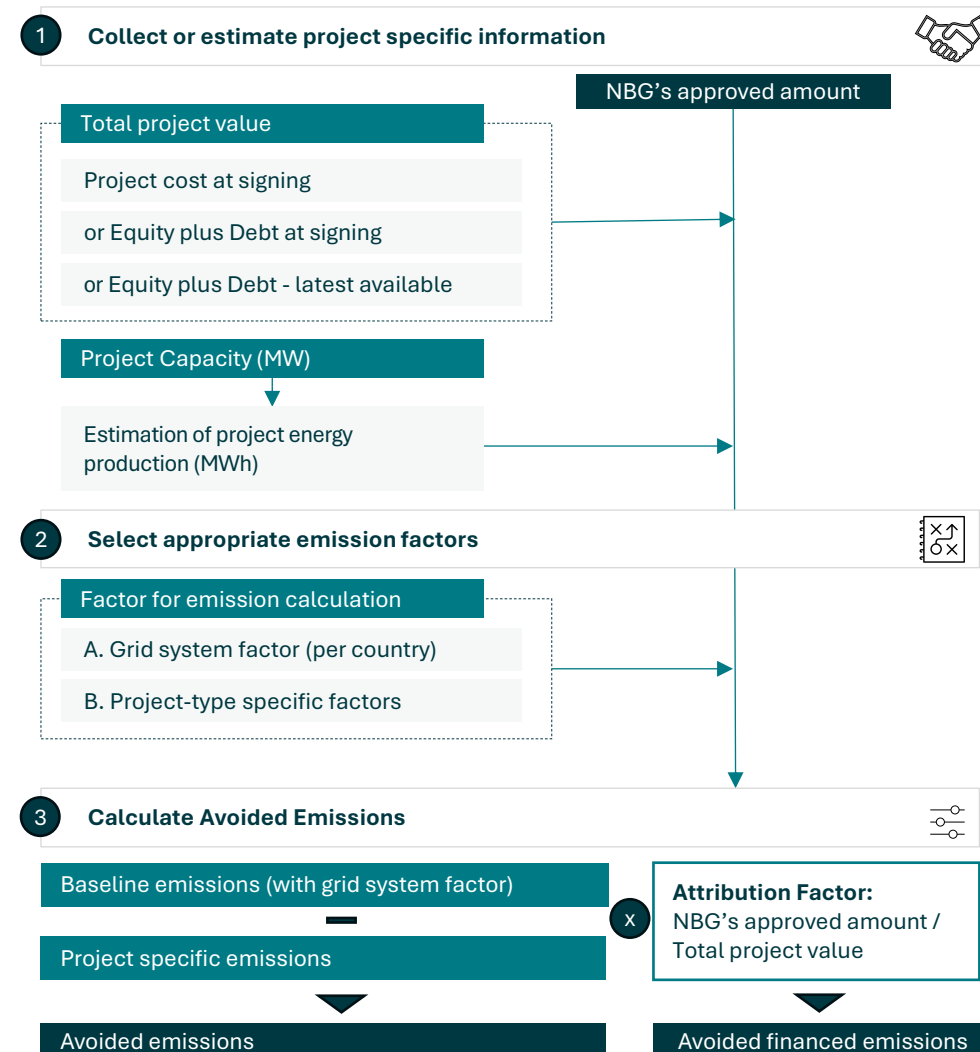 1
Collect or estimate project specific information
NBG's approved amount
Total project value
Project cost at signing
or Equity plus Debt at signing
or Equity plus Debt - latest available
Project Capacity (MW)
Estimation of project energy
production (MWh)
2
Select appropriate emission factors
Factor for emission calculation
A. Grid system factor (per country)
B. Project-type specific factors
3
Calculate Avoided Emissions
Baseline emissions (with grid system factor)
Project specific emissions
x
Attribution Factor:
NBG's approved amount /
Total project value
Avoided emissions
Avoided financed emissions